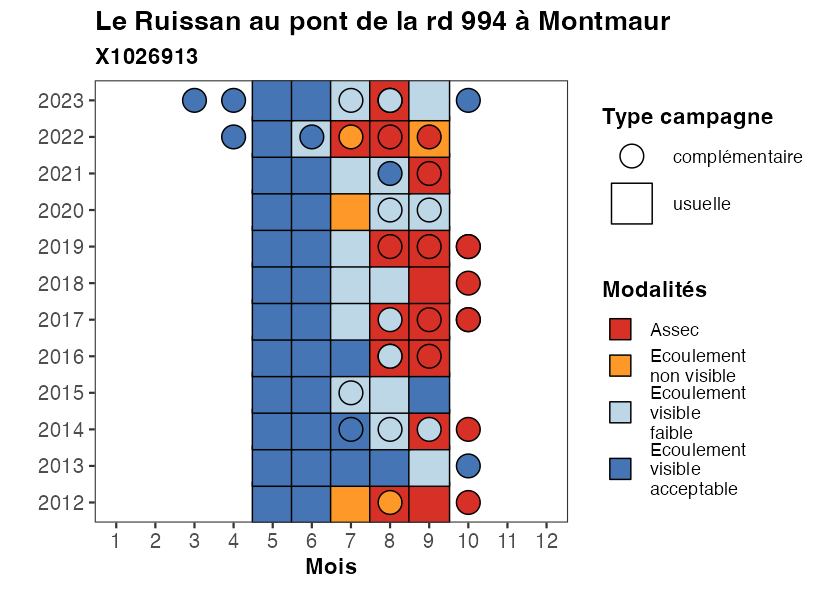 Le Ruissan au pont de la rd 994 à Montmaur
X1026913
2023
2022
2021
2020
2019
2018
2017
2016
2015
2014
2013
2012
1 2 3 4 5 6 7 8 9 10 11 12
Mois
Type campagne
complémentaire
usuelle
Modalités
Assec
Ecoulement
non visible
Ecoulement
visible
faible
Ecoulement
visible
acceptable